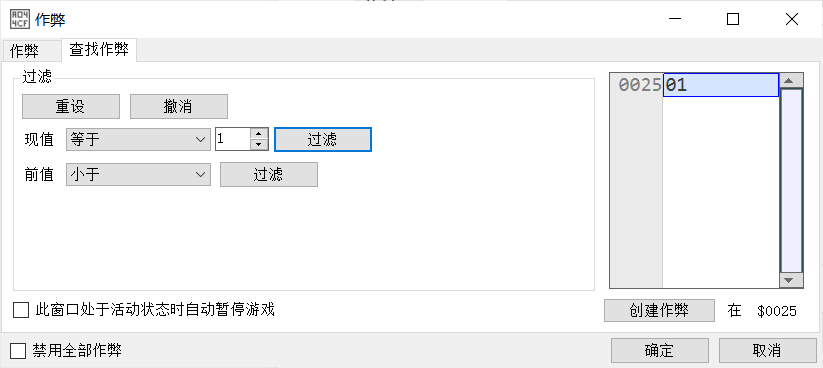 作弊
作弊 查找作弊
过滤
重设 撤消
现值 等于 1 过滤
前值 小于 过滤
0025 01
此窗口处于活动状态时自动暂停游戏
创建作弊 在 $0025
禁用全部作弊
确定 取消